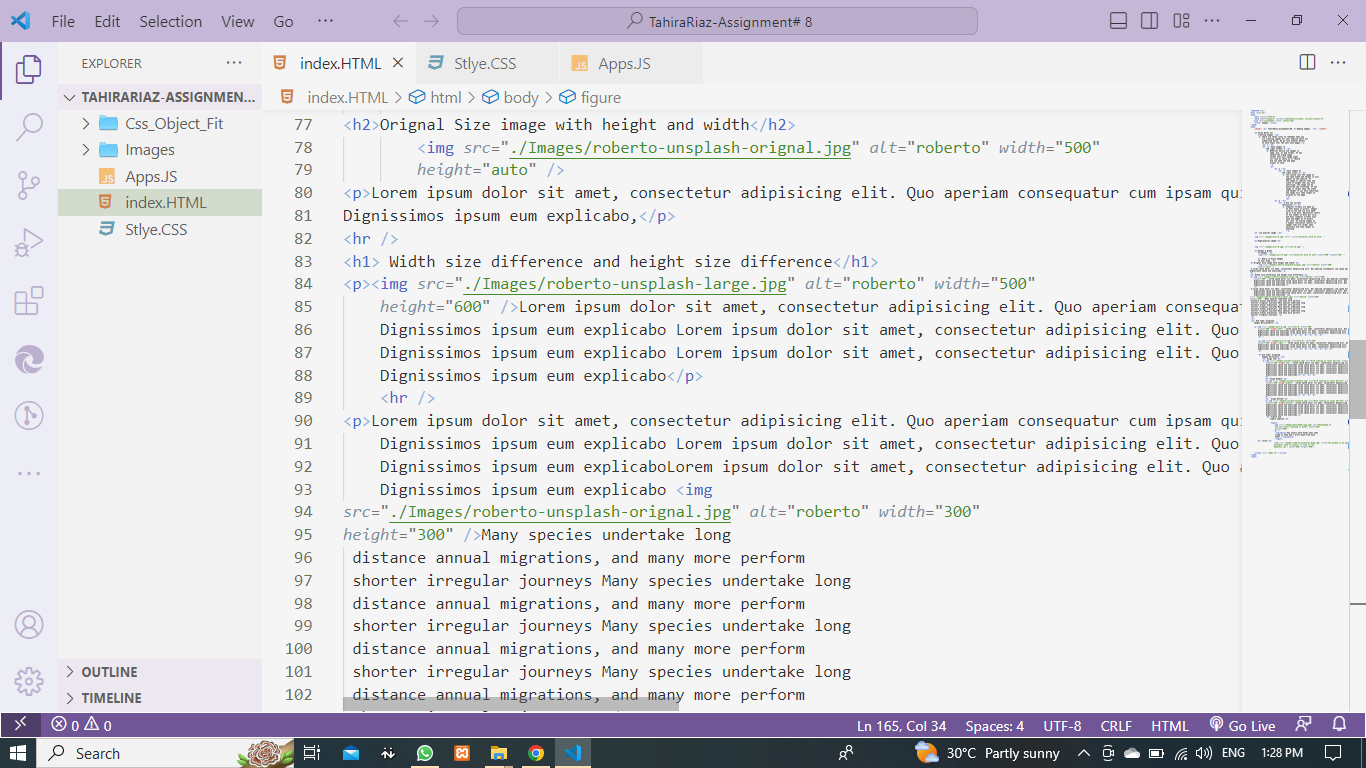 File Edit Selection View Go ··· TahiraRiaz-Assignment# 8
EXPLORER ···
TAHIRARIAZ-ASSIGNMEN...
Css_Object_Fit
Images
Apps.JS
index.HTML
Stlye.CSS
OUTLINE
TIMELINE
index.HTML Stlye.CSS Apps.JS
index.HTML > html > body > figure
77 <h2>Orignal Size image with height and width</h2>
78 <img src="./Images/roberto-unsplash-orignal.jpg" alt="roberto" width="500"
79 height="auto" />
80 <p>Lorem ipsum dolor sit amet, consectetur adipisicing elit. Quo aperiam consequatur cum ipsam qui
81 Dignissimos ipsum eum explicabo,</p>
82 <hr />
83 <h1> Width size difference and height size difference</h1>
84 <p><img src="./Images/roberto-unsplash-large.jpg" alt="roberto" width="500"
85 height="600" />Lorem ipsum dolor sit amet, consectetur adipisicing elit. Quo aperiam consequat
86 Dignissimos ipsum eum explicabo Lorem ipsum dolor sit amet, consectetur adipisicing elit. Quo
87 Dignissimos ipsum eum explicabo Lorem ipsum dolor sit amet, consectetur adipisicing elit. Quo
88 Dignissimos ipsum eum explicabo</p>
89 <hr />
90 <p>Lorem ipsum dolor sit amet, consectetur adipisicing elit. Quo aperiam consequatur cum ipsam qui
91 Dignissimos ipsum eum explicabo Lorem ipsum dolor sit amet, consectetur adipisicing elit. Quo
92 Dignissimos ipsum eum explicaboLorem ipsum dolor sit amet, consectetur adipisicing elit. Quo a
93 Dignissimos ipsum eum explicabo <img
94 src="./Images/roberto-unsplash-orignal.jpg" alt="roberto" width="300"
95 height="300" />Many species undertake long
96 distance annual migrations, and many more perform
97 shorter irregular journeys Many species undertake long
98 distance annual migrations, and many more perform
99 shorter irregular journeys Many species undertake long
100 distance annual migrations, and many more perform
101 shorter irregular journeys Many species undertake long
102 distance annual migrations, and many more perform
0 0 Ln 165, Col 34 Spaces: 4 UTF-8 CRLF HTML Go Live
Search 30°C Partly sunny ENG 1:28 PM